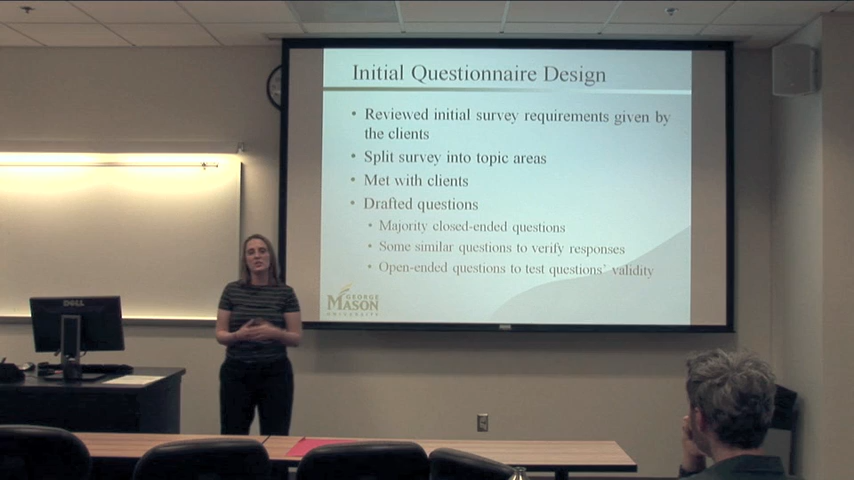 Initial Questionnaire Design
• Reviewed initial survey requirements given by
the clients
• Split survey into topic areas
• Met with clients
• Drafted questions
• Majority closed-ended questions
• Some similar questions to verify responses
• Open-ended questions to test questions' validity
GEORGE
MASON
UNIVERSITY
DELL